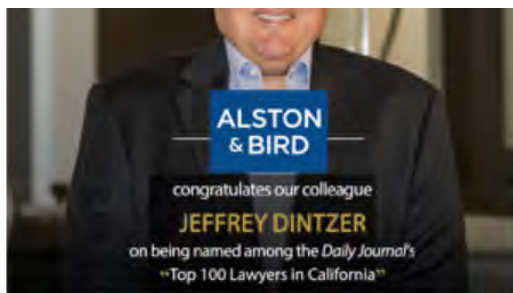 ALSTON
& BIRD
congratulates our colleague
JEFFREY DINTZER
on being named among the Daily Journal's
“Top 100 Lawyers in California”